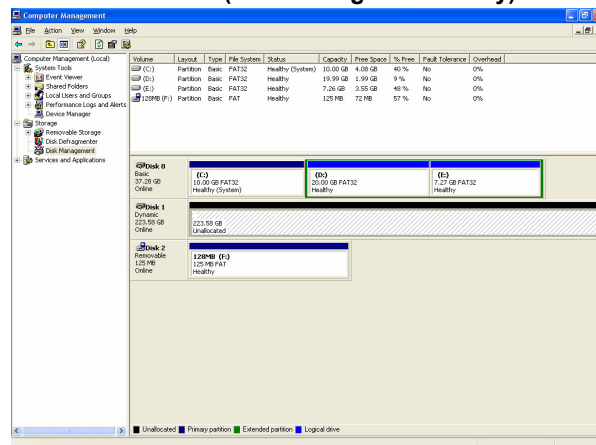 Computer Management
File Action View Window Help
Computer Management (Local)
System Tools
Event Viewer
Shared Folders
Local Users and Groups
Performance Logs and Alerts
Device Manager
Storage
Removable Storage
Disk Defragmenter
Disk Management
Services and Applications
Volume Layout Type File System Status Capacity Free Space % Free Fault Tolerance Overhead
(C:) Partition Basic FAT32 Healthy (System) 10.00 GB 4.08 GB 40 % No 0%
(D:) Partition Basic FAT32 Healthy 19.99 GB 1.99 GB 9 % No 0%
(E:) Partition Basic FAT32 Healthy 7.26 GB 3.55 GB 48 % No 0%
128MB (F:) Partition Basic FAT Healthy 125 MB 72 MB 57 % No 0%
Disk 0
Basic
37.28 GB
Online
(C:)
10.00 GB FAT32
Healthy (System)
(D:)
20.00 GB FAT32
Healthy
(E:)
7.27 GB FAT32
Healthy
Disk 1
Dynamic
223.58 GB
Online
223.58 GB
Unallocated
Disk 2
Removable
125 MB
Online
128MB (F:)
125 MB FAT
Healthy
Unallocated Primary partition Extended partition Logical drive